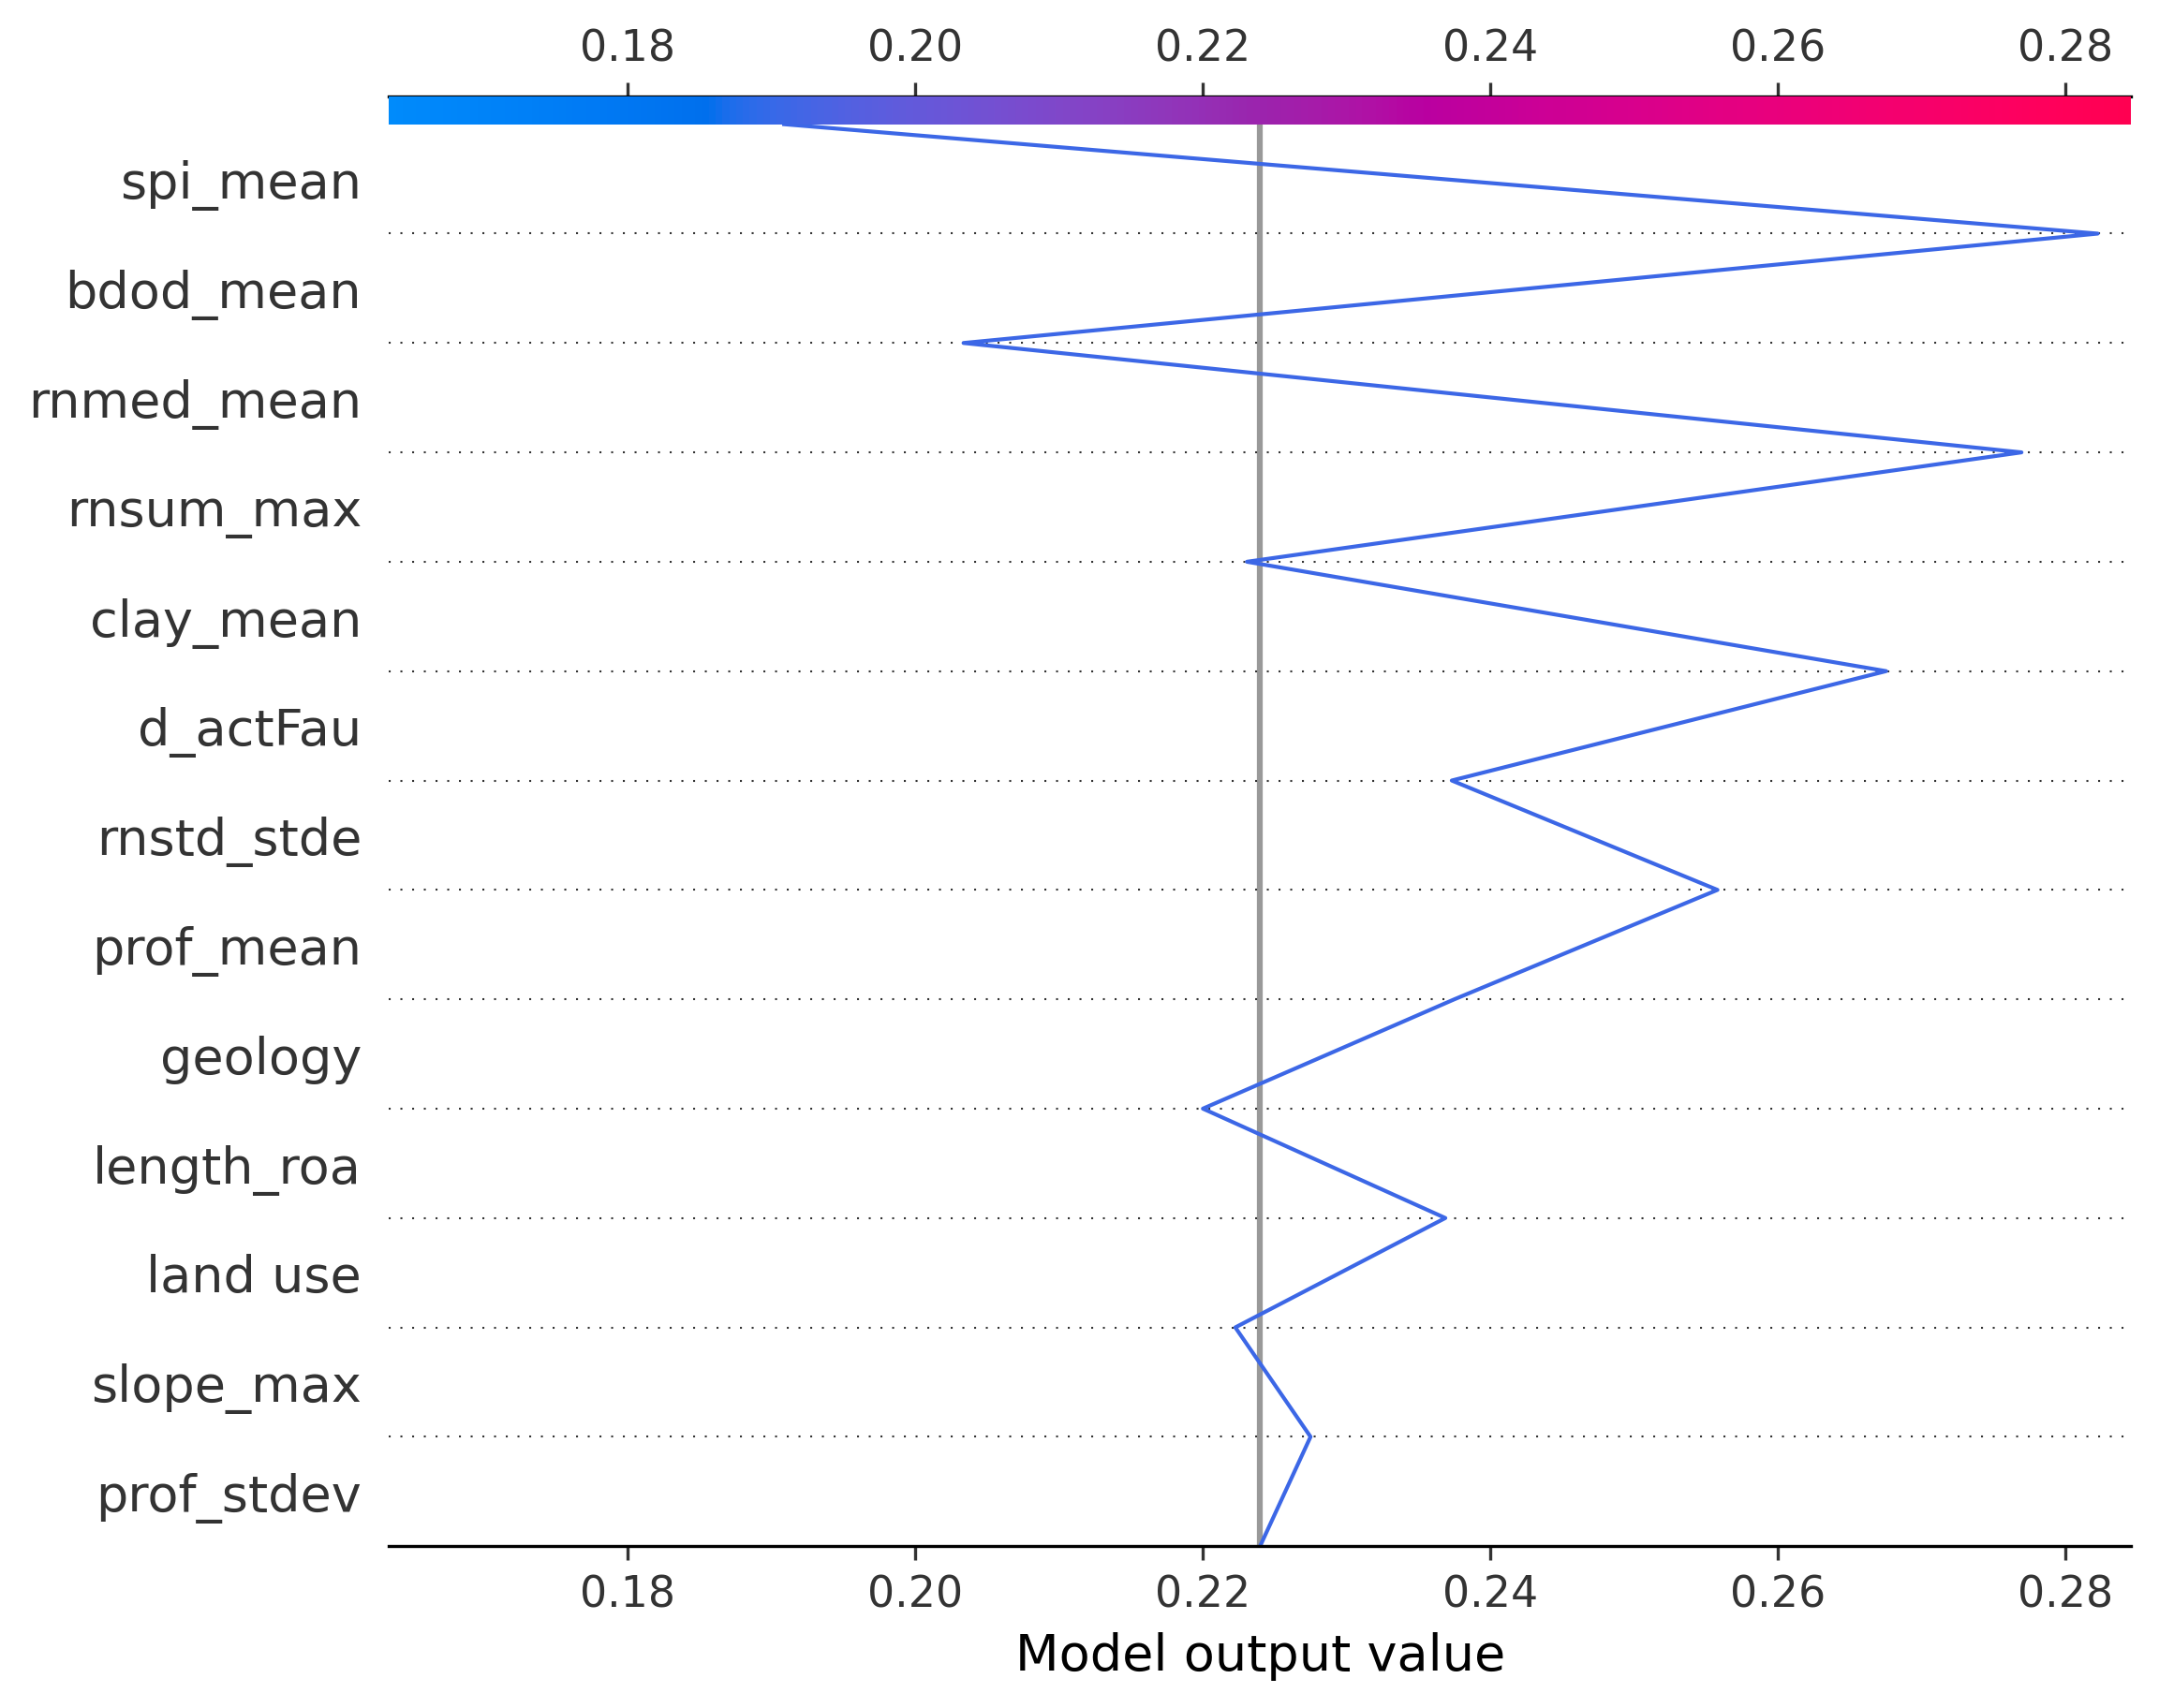 0.18 0.20 0.22 0.24 0.26 0.28
spi_mean
bdod_mean
rnmed_mean
rnsum_max
clay_mean
d_actFau
rnstd_stde
prof_mean
geology
length_roa
land use
slope_max
prof_stdev
0.18 0.20 0.22 0.24 0.26 0.28
Model output value